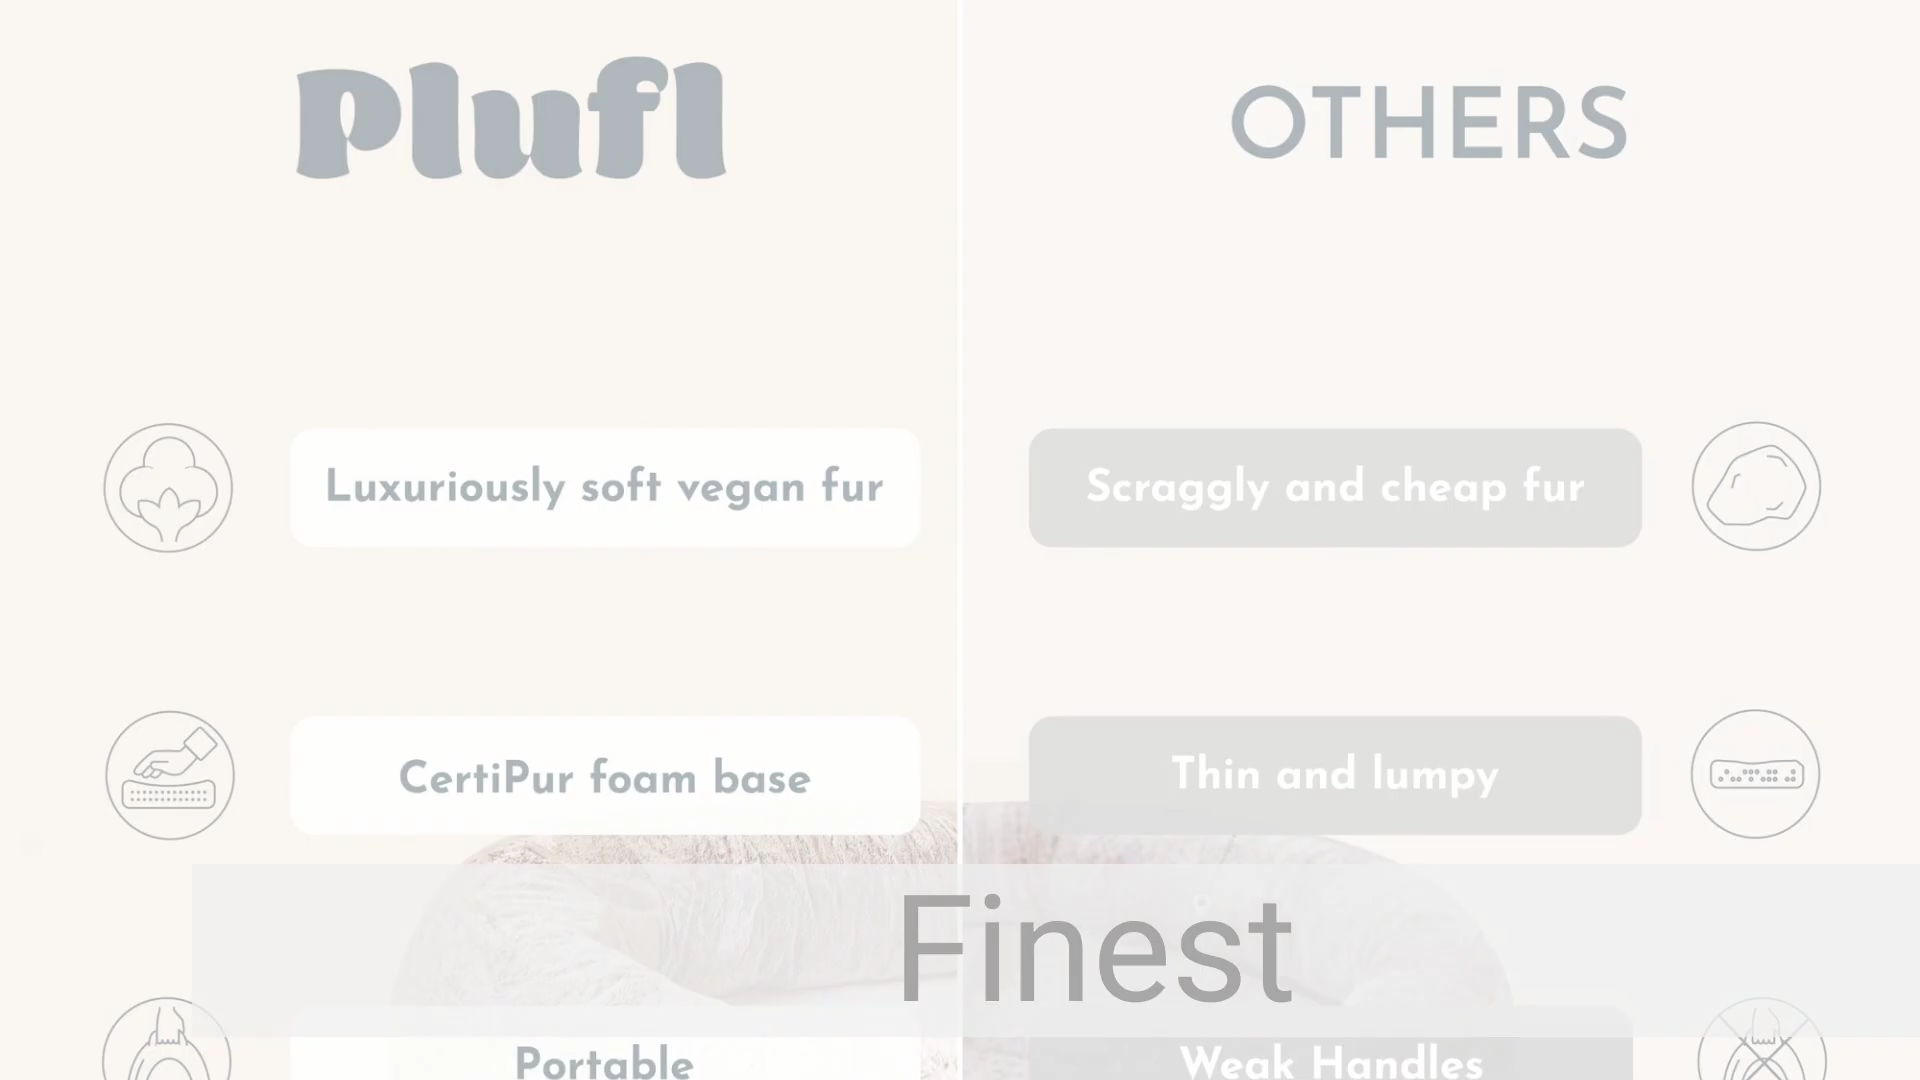 Plufl
OTHERS
Luxuriously soft vegan fur
Scraggly and cheap fur
CertiPur foam base
Thin and lumpy
Finest
Portable
Weak Handles